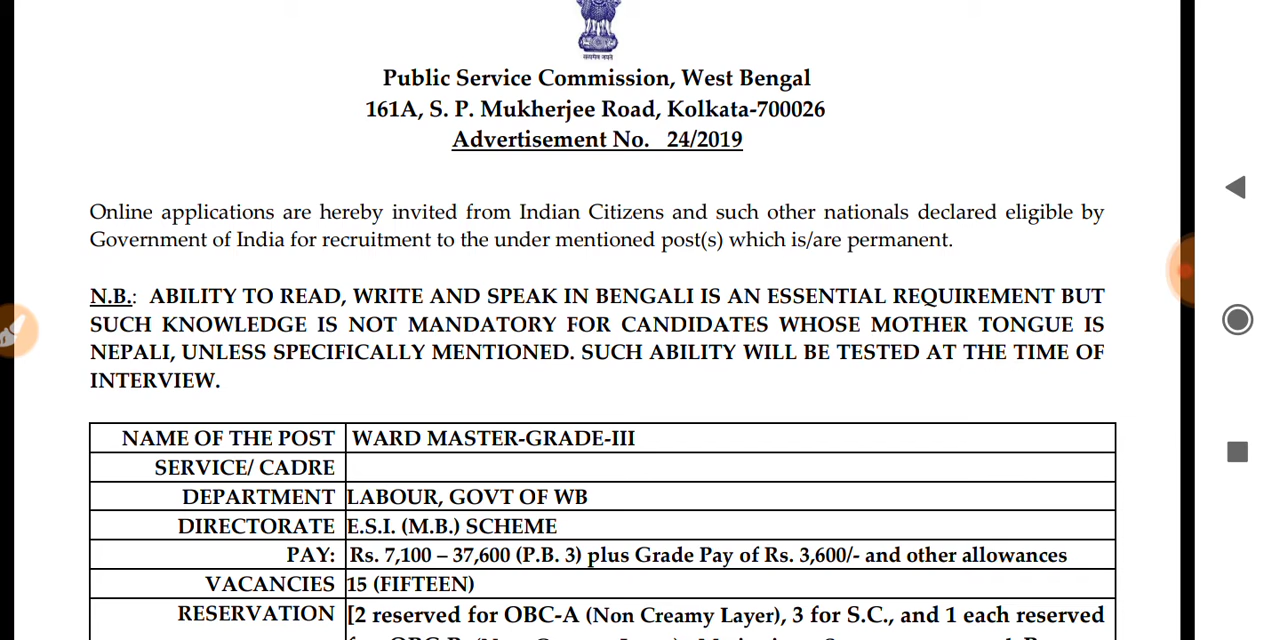 सत्यमेव जयते
Public Service Commission, West Bengal
161A, S. P. Mukherjee Road, Kolkata-700026
Advertisement No. 24/2019
Online applications are hereby invited from Indian Citizens and such other nationals declared eligible by
Government of India for recruitment to the under mentioned post(s) which is/are permanent.
N.B.: ABILITY TO READ, WRITE AND SPEAK IN BENGALI IS AN ESSENTIAL REQUIREMENT BUT
SUCH KNOWLEDGE IS NOT MANDATORY FOR CANDIDATES WHOSE MOTHER TONGUE IS
NEPALI, UNLESS SPECIFICALLY MENTIONED. SUCH ABILITY WILL BE TESTED AT THE TIME OF
INTERVIEW.
NAME OF THE POST WARD MASTER-GRADE-III
SERVICE/ CADRE
DEPARTMENT LABOUR, GOVT OF WB
DIRECTORATE E.S.I. (M.B.) SCHEME
PAY: Rs. 7,100 – 37,600 (P.B. 3) plus Grade Pay of Rs. 3,600/- and other allowances
VACANCIES 15 (FIFTEEN)
RESERVATION [2 reserved for OBC-A (Non Creamy Layer), 3 for S.C., and 1 each reserved